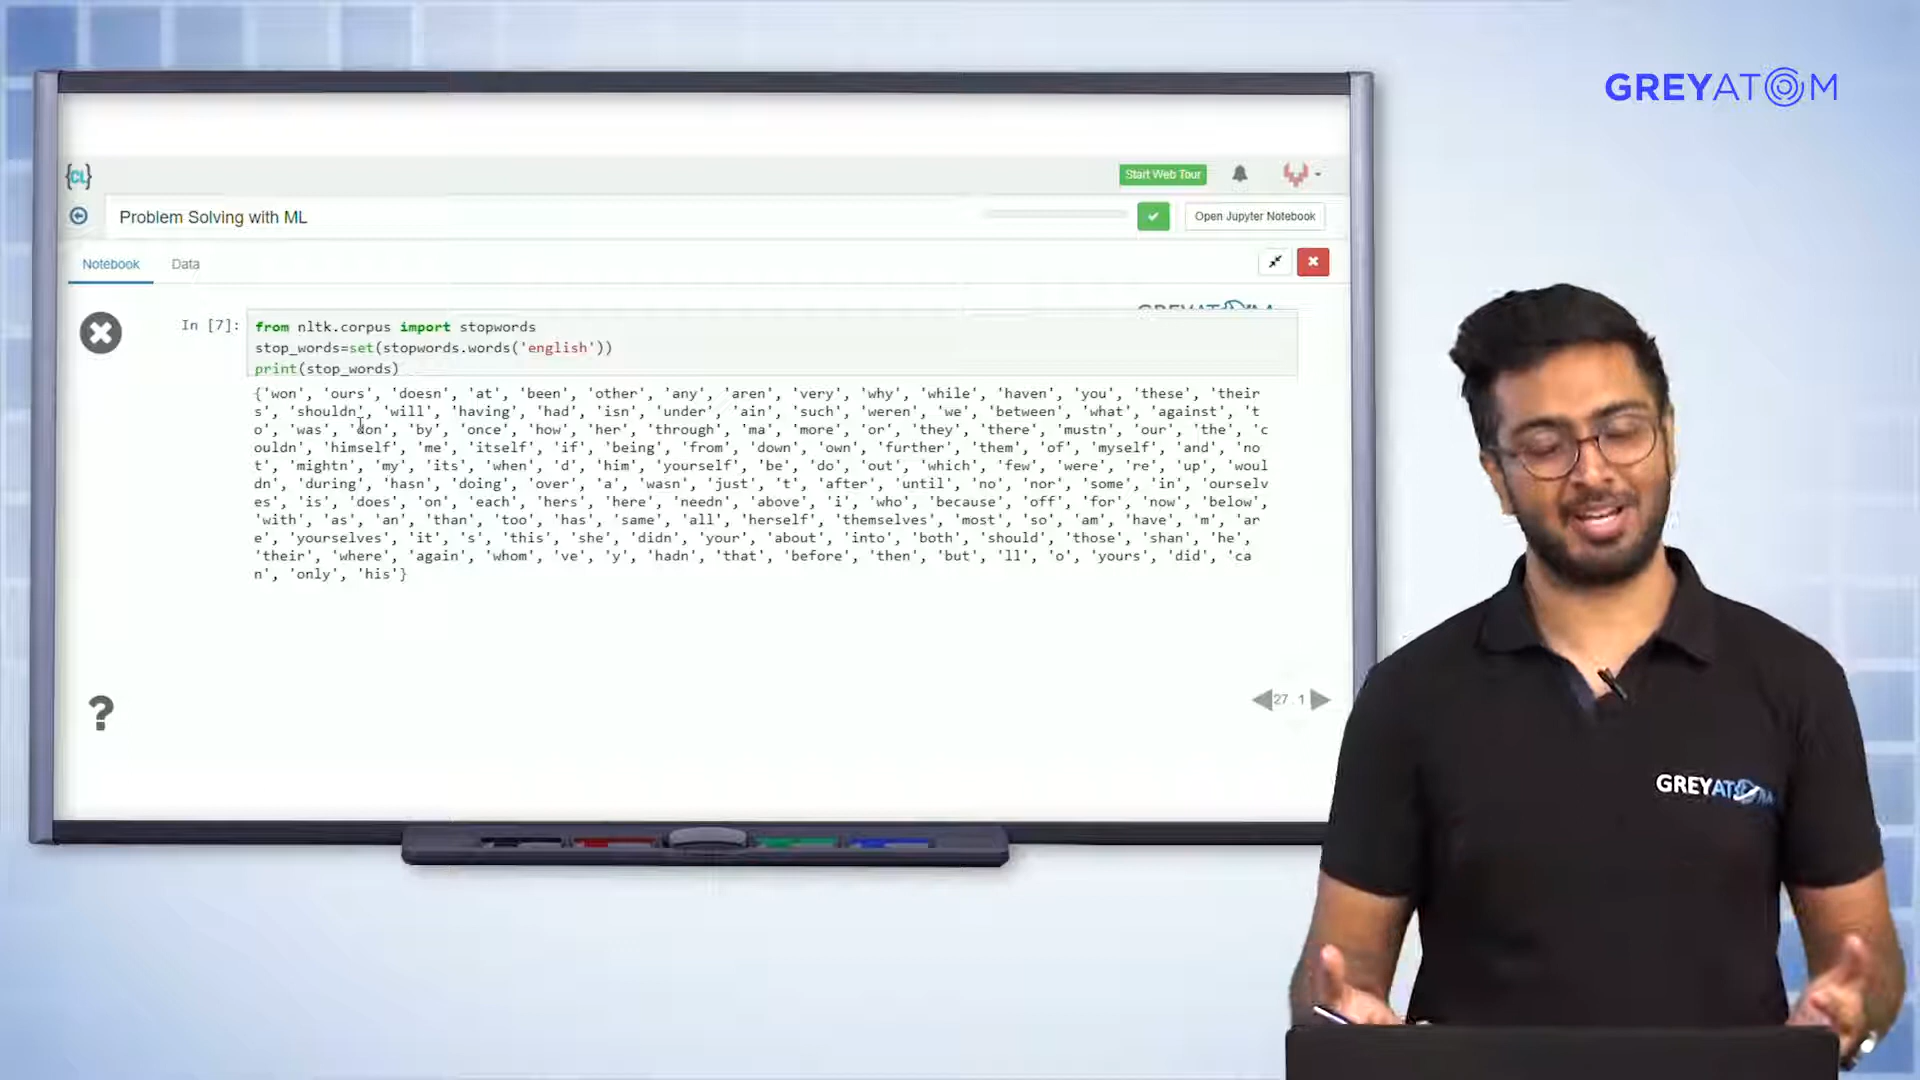 GREYATOM
{CL}
Start Web Tour
Problem Solving with ML
Open Jupyter Notebook
Notebook
Data
In [7]:
from nltk.corpus import stopwords
stop_words=set(stopwords.words('english'))
print(stop_words)
{'won', 'ours', 'doesn', 'at', 'been', 'other', 'any', 'aren', 'very', 'why', 'while', 'haven', 'you', 'these', 'their
s', 'shouldn', 'will', 'having', 'had', 'isn', 'under', 'ain', 'such', 'weren', 'we', 'between', 'what', 'against', 't
o', 'was', 'don', 'by', 'once', 'how', 'her', 'through', 'ma', 'more', 'or', 'they', 'there', 'mustn', 'our', 'the', 'c
ouldn', 'himself', 'me', 'itself', 'if', 'being', 'from', 'down', 'own', 'further', 'them', 'of', 'myself', 'and', 'no
t', 'mightn', 'my', 'its', 'when', 'd', 'him', 'yourself', 'be', 'do', 'out', 'which', 'few', 'were', 're', 'up', 'woul
dn', 'during', 'hasn', 'doing', 'over', 'a', 'wasn', 'just', 't', 'after', 'until', 'no', 'nor', 'some', 'in', 'ourselv
es', 'is', 'does', 'on', 'each', 'hers', 'here', 'needn', 'above', 'i', 'who', 'because', 'off', 'for', 'now', 'below',
'with', 'as', 'an', 'than', 'too', 'has', 'same', 'all', 'herself', 'themselves', 'most', 'so', 'am', 'have', 'm', 'ar
e', 'yourselves', 'it', 's', 'this', 'she', 'didn', 'your', 'about', 'into', 'both', 'should', 'those', 'shan', 'he',
'their', 'where', 'again', 'whom', 've', 'y', 'hadn', 'that', 'before', 'then', 'but', 'll', 'o', 'yours', 'did', 'ca
n', 'only', 'his'}
27.1
?
GREYATOM